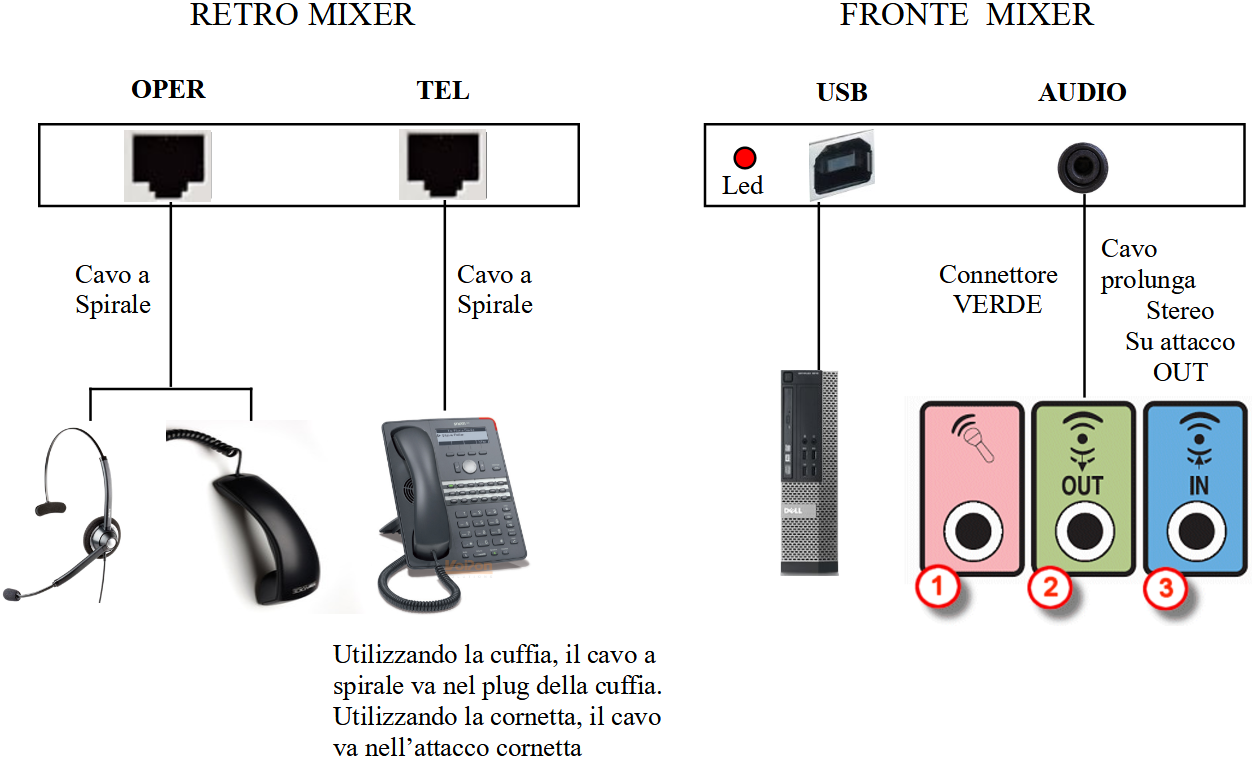 RETRO MIXER
FRONTE MIXER
OPER
TEL
USB
AUDIO
Led
Cavo a
Spirale
Cavo a
Spirale
Connettore
VERDE
Cavo
prolunga
Stereo
Su attacco
OUT
DELL
OUT
IN
1
2
3
Utilizzando la cuffia, il cavo a
spirale va nel plug della cuffia.
Utilizzando la cornetta, il cavo
va nell’attacco cornetta